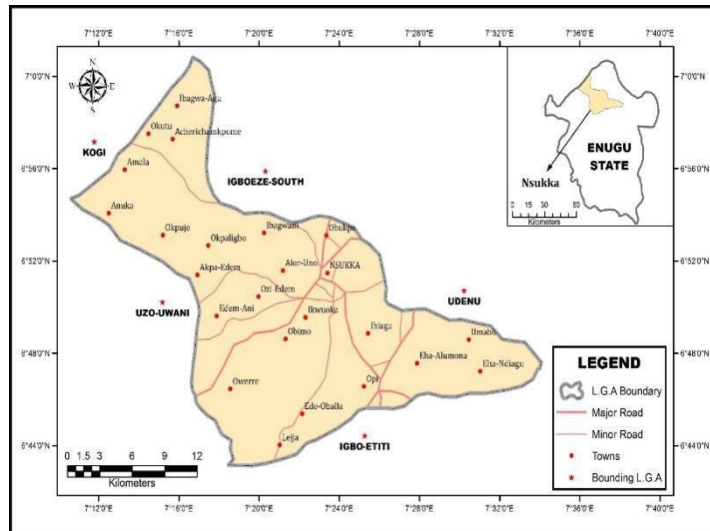 7°12'0"E 7°16'0"E 7°20'0"E 7°24'0"E 7°28'0"E 7°32'0"E 7°36'0"E 7°40'0"E
7°0'0"N
6°56'0"N
6°52'0"N
6°48'0"N
6°44'0"N
N
W E
S
Ibagwa-Agu
Okutu
Acherichankpume
KOGI
Amala
IGBOEZE-SOUTH
Anuka
Okpuje
Okpaligbo
Ibagwani
Obukpa
Akpa-Edem
Alor-Uno
NSUKKA
UZO-UWANI
Ozi-Edem
UDENU
Edem-Ani
Ikwuoka
Obimo
Ihiagu
Umabo
Eha-Alumona
Eha-Ndiagu
Owerre
Opi
Edo-Oballa
Lejja
IGBO-ETITI
0 1.5 3 6 9 12
Kilometers
ENUGU
STATE
Nsukka
0 15 30 60
Kilometers
LEGEND
L.G.A Boundary
Major Road
Minor Road
Towns
Bounding L.G.A
7°0'0"N
6°56'0"N
6°52'0"N
6°48'0"N
6°44'0"N
7°12'0"E 7°16'0"E 7°20'0"E 7°24'0"E 7°28'0"E 7°32'0"E 7°36'0"E 7°40'0"E